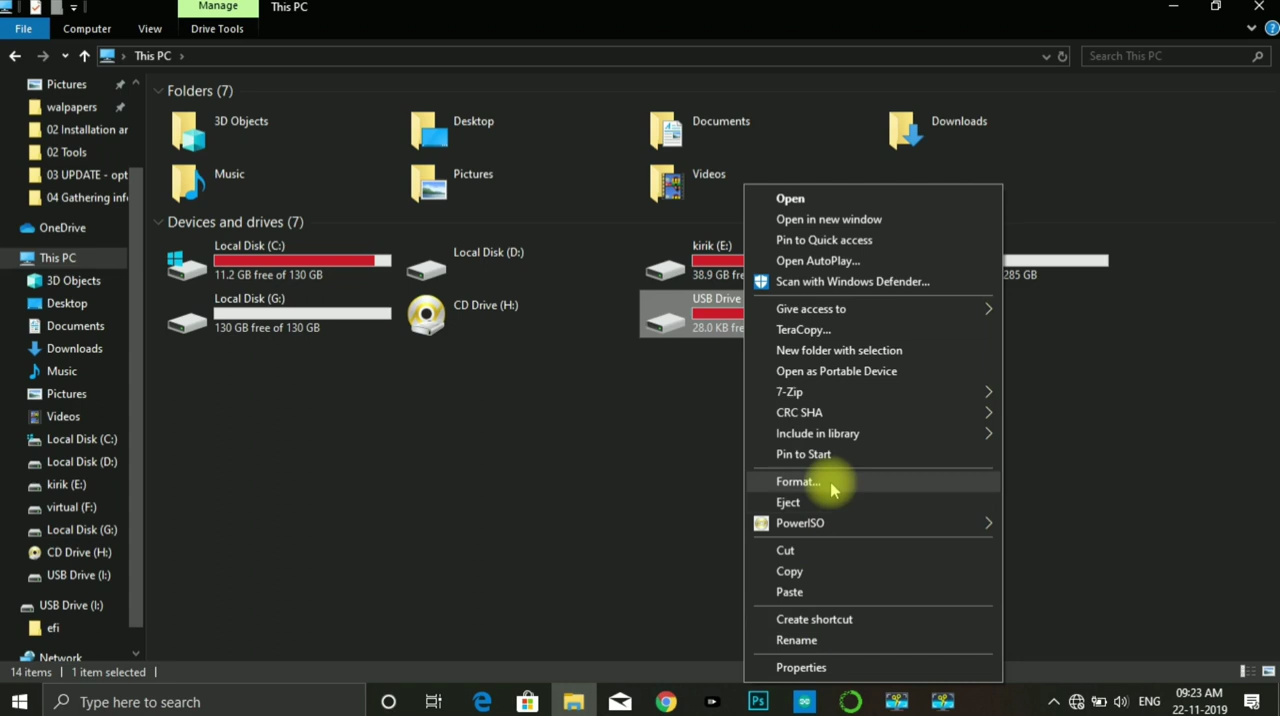 Manage
This PC
File
Computer
View
Drive Tools
This PC
Search This PC
Pictures
walpapers
02 Installation ar
02 Tools
03 UPDATE - opt
04 Gathering info
OneDrive
This PC
3D Objects
Desktop
Documents
Downloads
Music
Pictures
Videos
Local Disk (C:)
Local Disk (D:)
kirik (E:)
virtual (F:)
Local Disk (G:)
CD Drive (H:)
USB Drive (I:)
USB Drive (I:)
efi
Network
Folders (7)
3D Objects
Desktop
Documents
Downloads
Music
Pictures
Videos
Devices and drives (7)
Local Disk (C:)
11.2 GB free of 130 GB
Local Disk (D:)
kirik (E:)
38.9 GB fre
285 GB
Local Disk (G:)
130 GB free of 130 GB
CD Drive (H:)
USB Drive
28.0 KB fre
Open
Open in new window
Pin to Quick access
Open AutoPlay...
Scan with Windows Defender...
Give access to
TeraCopy...
New folder with selection
Open as Portable Device
7-Zip
CRC SHA
Include in library
Pin to Start
Format...
Eject
PowerISO
Cut
Copy
Paste
Create shortcut
Rename
Properties
14 items
1 item selected
Type here to search
Ps
ENG
09:23 AM
22-11-2019